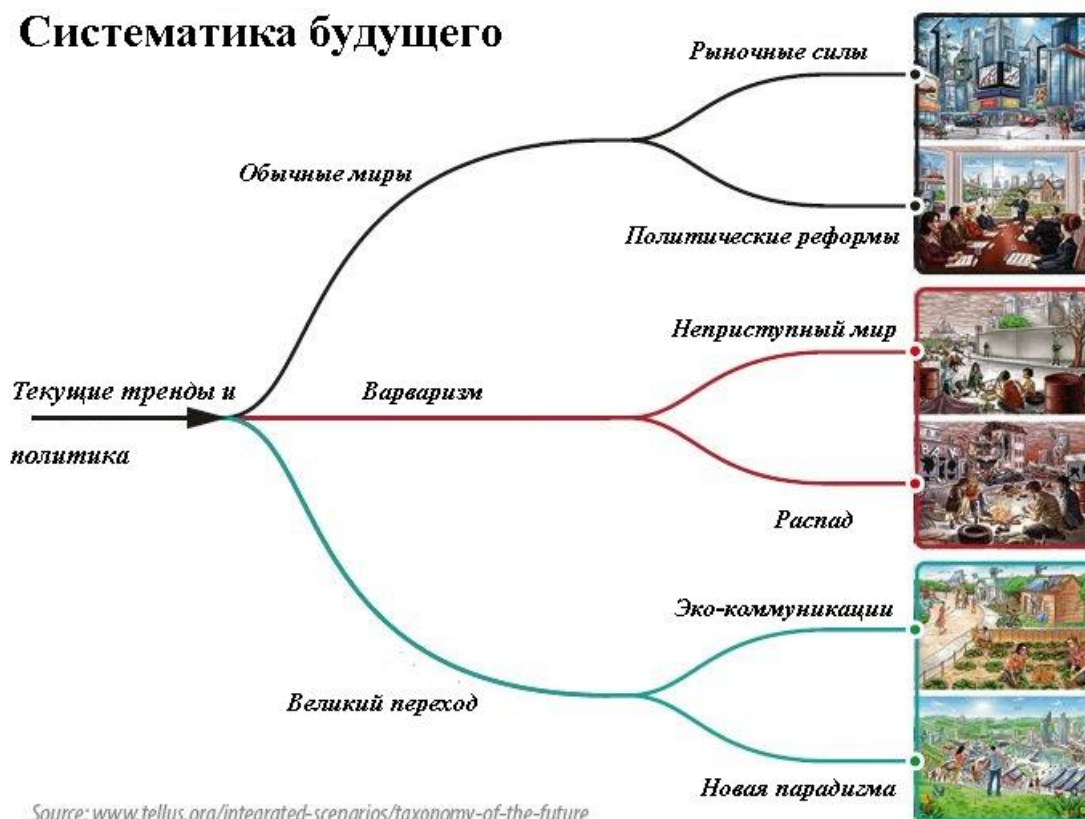 Систематика будущего
Рыночные силы
Обычные миры
Политические реформы
Неприступный мир
Текущие тренды и
политика
Варваризм
Распад
Эко-коммуникации
Великий переход
Новая парадигма
Source: www.tellus.org/integrated-scenarios/taxonomy-of-the-future